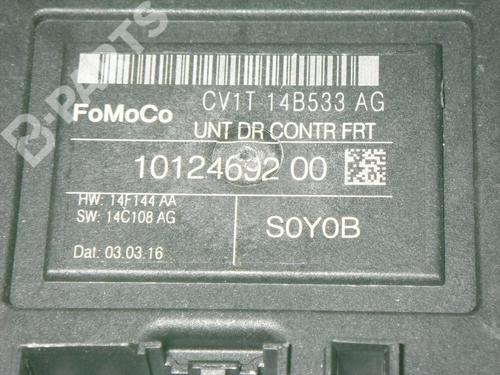 B-PARTS
CV1T 14B533 AG
FoMoCo
UNT DR CONTR FRT
10124692 00
HW: 14F144 AA
SW: 14C108 AG
S0Y0B
Dat: 03.03.16